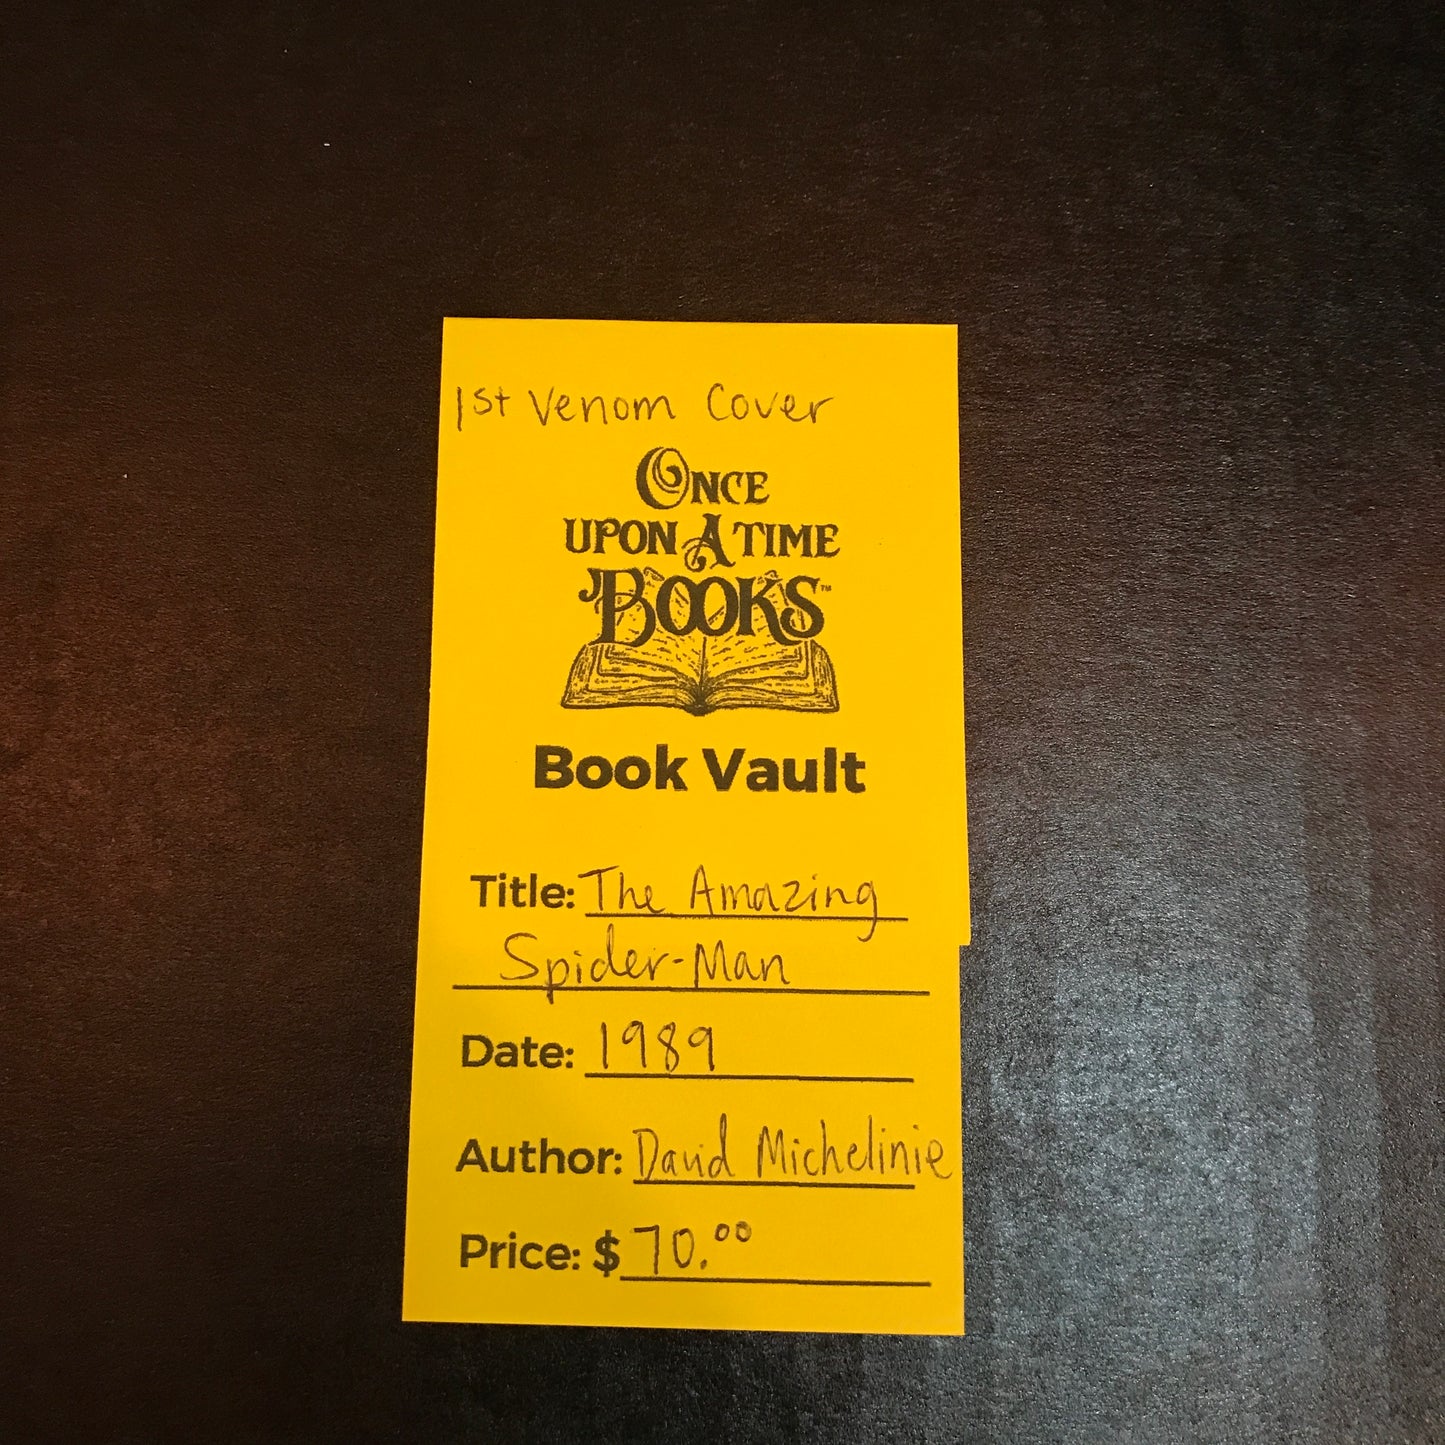 1st Venom Cover
ONCE
UPON A TIME
BOOKS™
Book Vault
Title: The Amazing
Spider-Man
Date: 1989
Author: David Michelinie
Price: $70.00